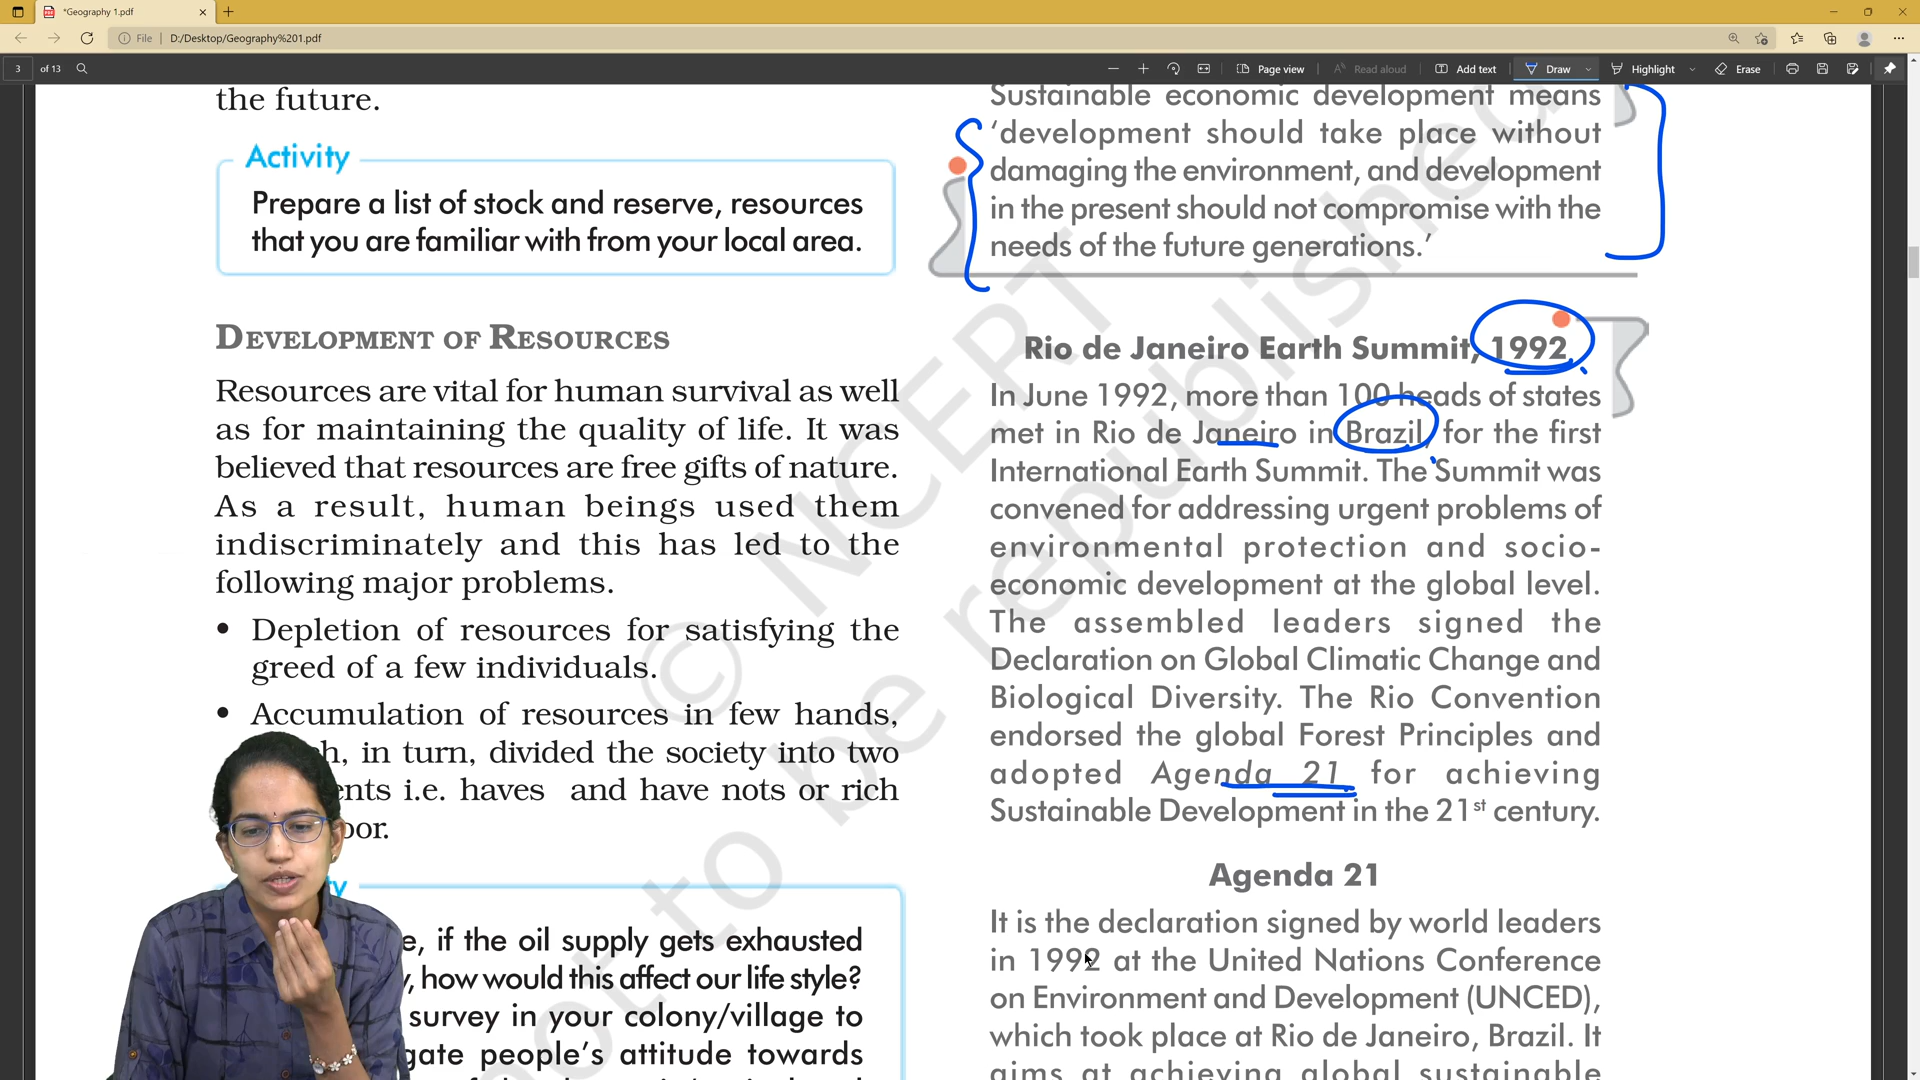 *Geography 1.pdf
File
D:/Desktop/Geography%201.pdf
3 of 13
Page view
Read aloud
Add text
Draw
Highlight
Erase
the future.
Activity
Prepare a list of stock and reserve, resources
that you are familiar with from your local area.
DEVELOPMENT OF RESOURCES
Resources are vital for human survival as well
as for maintaining the quality of life. It was
believed that resources are free gifts of nature.
As a result, human beings used them
indiscriminately and this has led to the
following major problems.
• Depletion of resources for satisfying the
greed of a few individuals.
• Accumulation of resources in few hands,
in turn, divided the society into two
i.e. haves and have nots or rich
if the oil supply gets exhausted
how would this affect our life style?
survey in your colony/village to
people's attitude towards
Sustainable economic development means
'development should take place without
damaging the environment, and development
in the present should not compromise with the
needs of the future generations.'
Rio de Janeiro Earth Summit, 1992
In June 1992, more than 100 heads of states
met in Rio de Janeiro in Brazil, for the first
International Earth Summit. The Summit was
convened for addressing urgent problems of
environmental protection and socio-
economic development at the global level.
The assembled leaders signed the
Declaration on Global Climatic Change and
Biological Diversity. The Rio Convention
endorsed the global Forest Principles and
adopted Agenda 21 for achieving
Sustainable Development in the 21st century.
Agenda 21
It is the declaration signed by world leaders
in 1992 at the United Nations Conference
on Environment and Development (UNCED),
which took place at Rio de Janeiro, Brazil. It
aims at achieving global sustainable
© NCERT
not to be republished